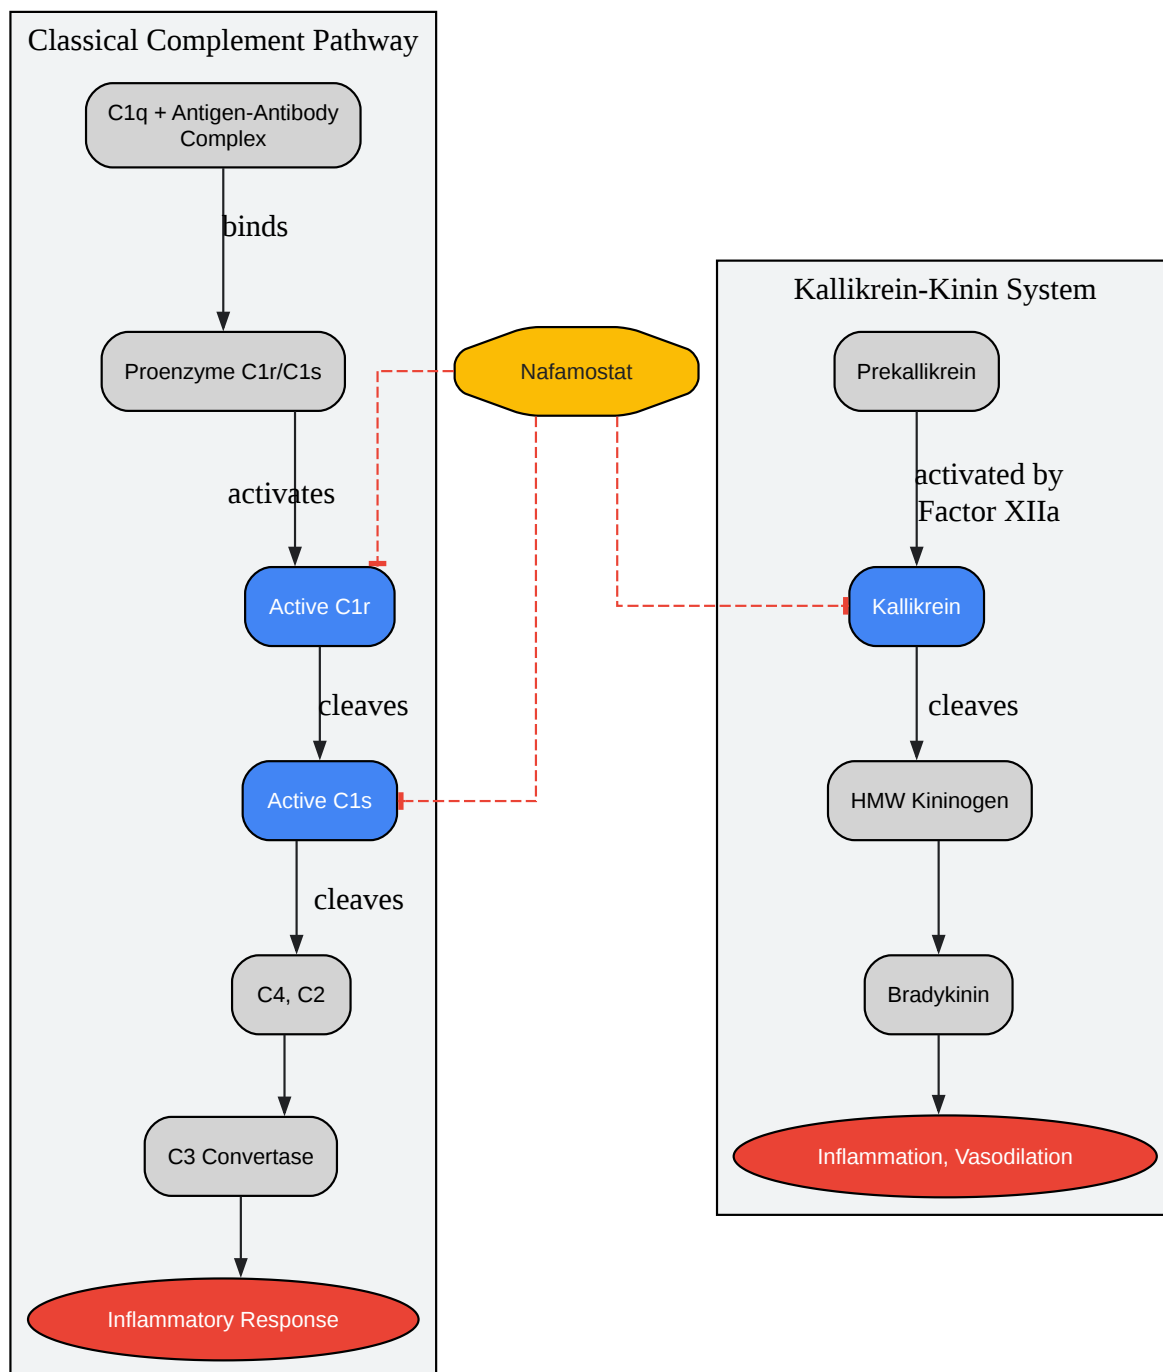 Classical Complement Pathway
C1q + Antigen-Antibody
Complex
binds
Proenzyme C1r/C1s
activates
Active C1r
cleaves
Active C1s
cleaves
C4, C2
C3 Convertase
Inflammatory Response
Nafamostat
Kallikrein-Kinin System
Prekallikrein
activated by
Factor XIIa
Kallikrein
cleaves
HMW Kininogen
Bradykinin
Inflammation, Vasodilation